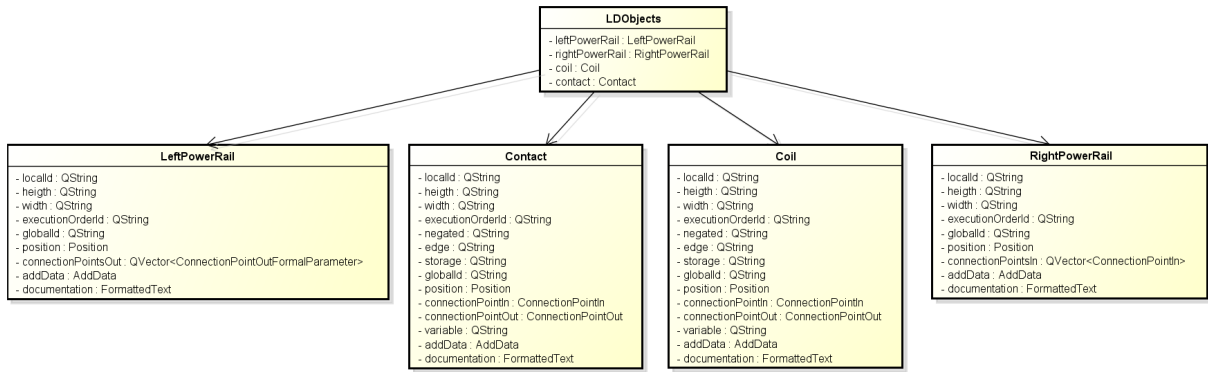 LDObjects
- leftPowerRail : LeftPowerRail
- rightPowerRail : RightPowerRail
- coil : Coil
- contact : Contact
LeftPowerRail
- localId : QString
- heigth : QString
- width : QString
- executionOrderId : QString
- globalId : QString
- position : Position
- connectionPointsOut : QVector<ConnectionPointOutFormalParameter>
- addData : AddData
- documentation : FormattedText
Contact
- localId : QString
- heigth : QString
- width : QString
- executionOrderId : QString
- negated : QString
- edge : QString
- storage : QString
- globalId : QString
- position : Position
- connectionPointIn : ConnectionPointIn
- connectionPointOut : ConnectionPointOut
- variable : QString
- addData : AddData
- documentation : FormattedText
Coil
- localId : QString
- heigth : QString
- width : QString
- executionOrderId : QString
- negated : QString
- edge : QString
- storage : QString
- globalId : QString
- position : Position
- connectionPointIn : ConnectionPointIn
- connectionPointOut : ConnectionPointOut
- variable : QString
- addData : AddData
- documentation : FormattedText
RightPowerRail
- localId : QString
- heigth : QString
- width : QString
- executionOrderId : QString
- globalId : QString
- position : Position
- connectionPointsIn : QVector<ConnectionPointIn>
- addData : AddData
- documentation : FormattedText